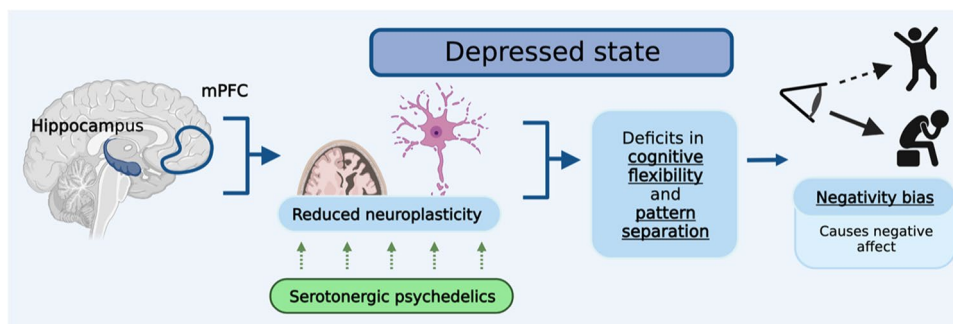 Depressed state
mPFC
Hippocampus
Reduced neuroplasticity
Serotonergic psychedelics
Deficits in
cognitive
flexibility
and
pattern
separation
Negativity bias
Causes negative
affect